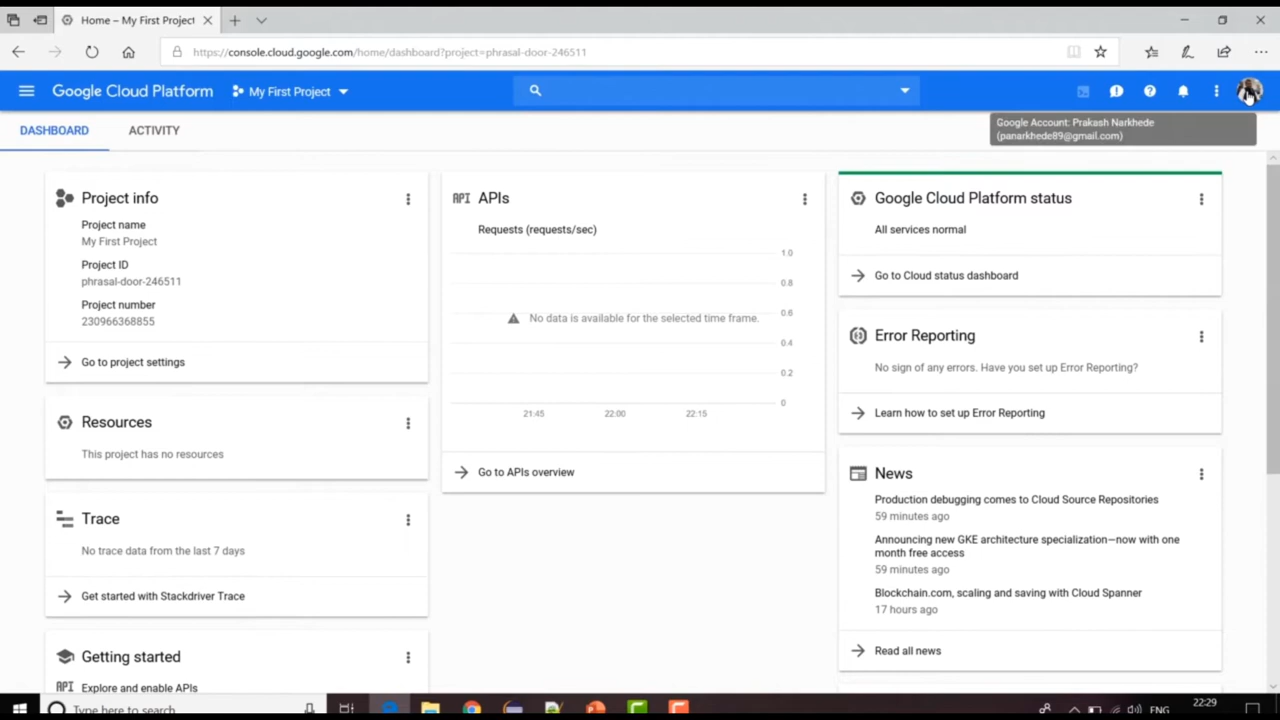 Home – My First Project
https://console.cloud.google.com/home/dashboard?project=phrasal-door-246511
Google Cloud Platform
My First Project
DASHBOARD
ACTIVITY
Google Account: Prakash Narkhede
(panarkhede89@gmail.com)
Project info
Project name
My First Project
Project ID
phrasal-door-246511
Project number
230966368855
Go to project settings
Resources
This project has no resources
Trace
No trace data from the last 7 days
Get started with Stackdriver Trace
Getting started
API Explore and enable APIs
API APIs
Requests (requests/sec)
1.0
0.8
No data is available for the selected time frame.
0.6
0.4
0.2
0
21:45 22:00 22:15
Go to APIs overview
Google Cloud Platform status
All services normal
Go to Cloud status dashboard
Error Reporting
No sign of any errors. Have you set up Error Reporting?
Learn how to set up Error Reporting
News
Production debugging comes to Cloud Source Repositories
59 minutes ago
Announcing new GKE architecture specialization—now with one
month free access
59 minutes ago
Blockchain.com, scaling and saving with Cloud Spanner
17 hours ago
Read all news
Type here to search
ENG
22:29